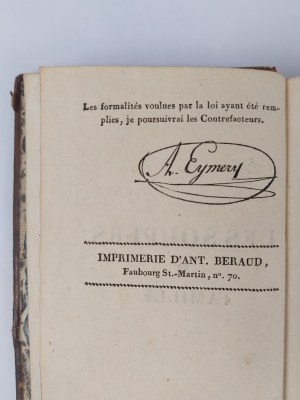 Les formalités voulues par la loi ayant été rem-
plies, je poursuivrai les Contrefacteurs.
A. Eymery
IMPRIMERIE D'ANT. BERAUD,
Faubourg St.-Martin, n°. 70.